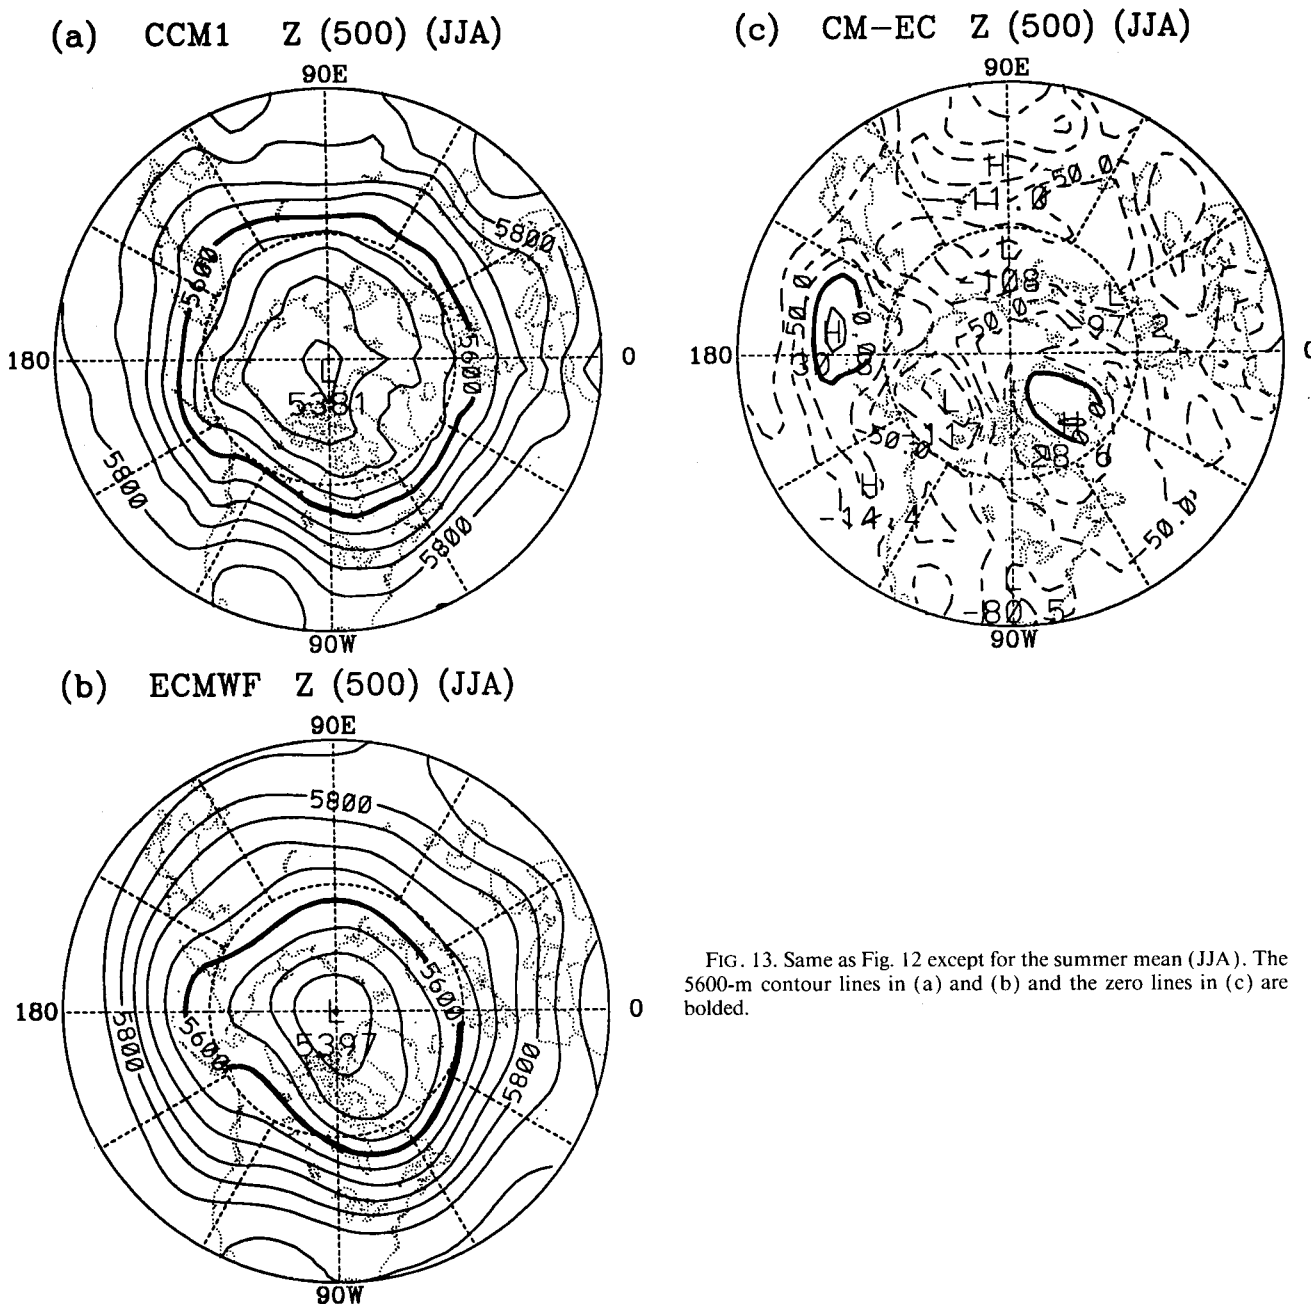 (a) CCM1 Z (500) (JJA)
90E
5800
5600
5600
180
0
L
5381
5800
5800
90W
(c) CM-EC Z (500) (JJA)
90E
H
-11.0
-50.0
L
-108
50.0
-50.0
L
97.2
H
30.8
.0
180
0
L
-117
-50.0
H
28.6
H
-14.4
-50.0
L
-80.5
90W
(b) ECMWF Z (500) (JJA)
90E
5800
5600
180
0
L
5397
5600
5800
5800
90W
FIG. 13. Same as Fig. 12 except for the summer mean (JJA). The
5600-m contour lines in (a) and (b) and the zero lines in (c) are
bolded.